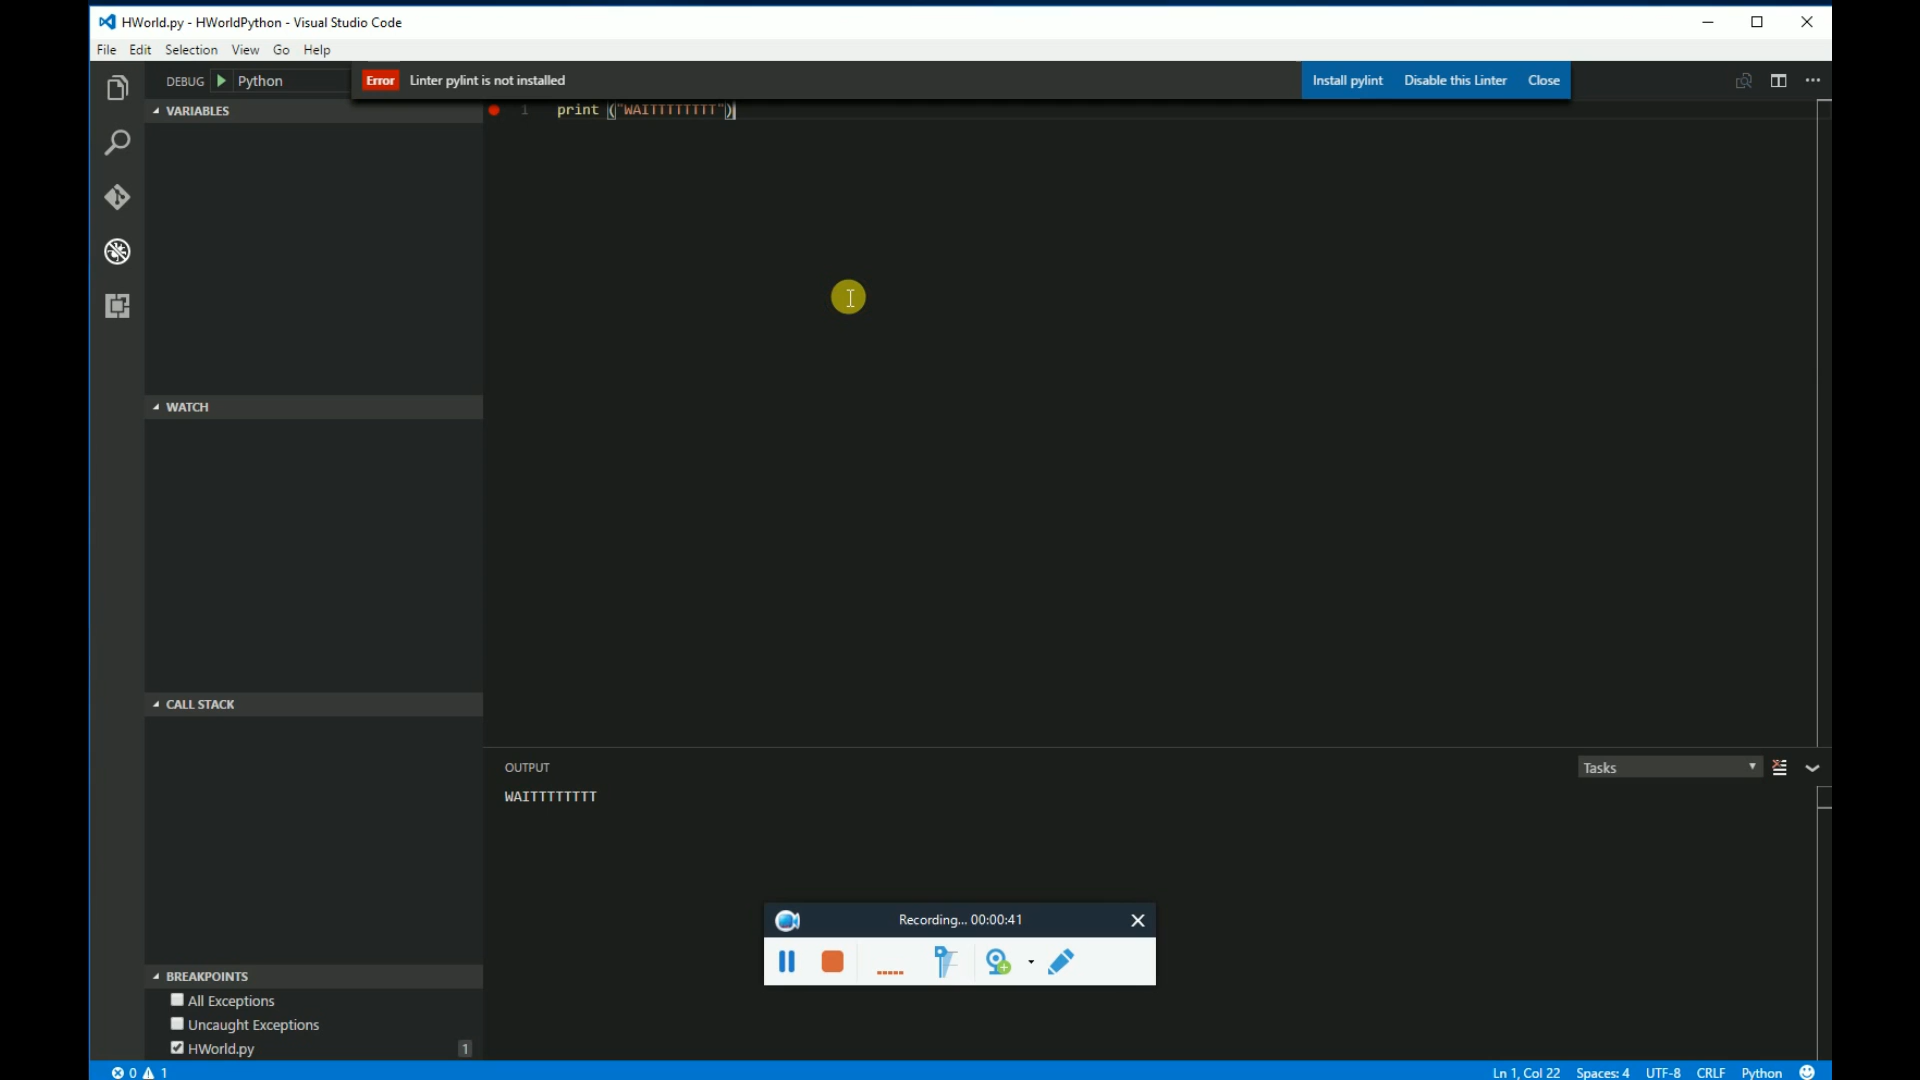 HWorld.py - HWorldPython - Visual Studio Code
File Edit Selection View Go Help
DEBUG Python
Error Linter pylint is not installed
Install pylint Disable this Linter Close
VARIABLES
1 print ("WAITTTTTTTT")
WATCH
CALL STACK
OUTPUT
Tasks
WAITTTTTTTT
Recording... 00:00:41
BREAKPOINTS
All Exceptions
Uncaught Exceptions
HWorld.py 1
0 1
Ln 1, Col 22 Spaces: 4 UTF-8 CRLF Python